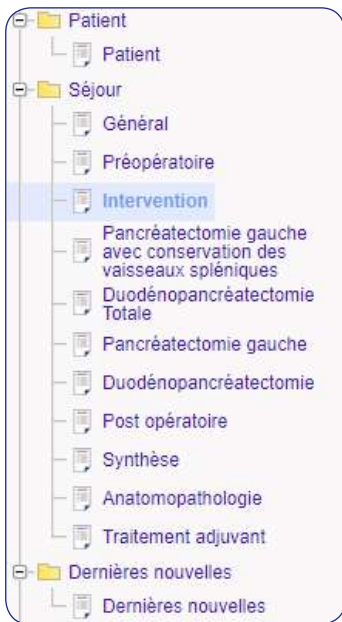 Patient
Patient
Séjour
Général
Préopératoire
Intervention
Pancréatectomie gauche
avec conservation des
vaisseaux spléniques
Duodénopancréatectomie
Totale
Pancréatectomie gauche
Duodénopancréatectomie
Post opératoire
Synthèse
Anatomopathologie
Traitement adjuvant
Dernières nouvelles
Dernières nouvelles